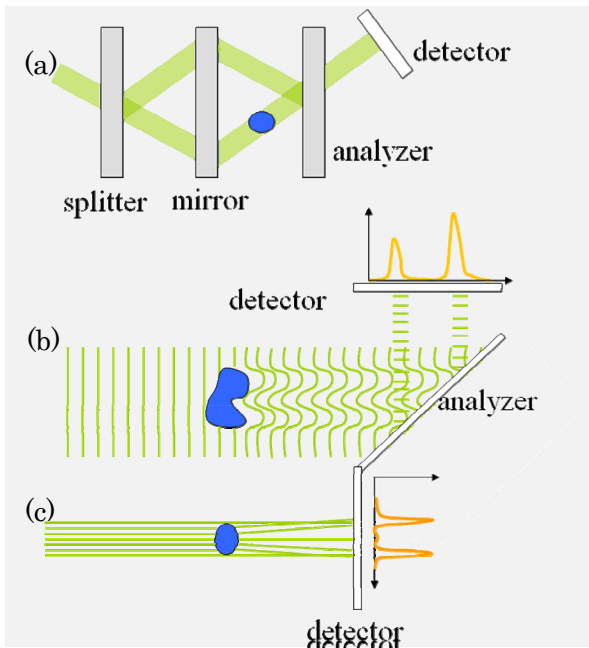 (a)
detector
analyzer
splitter mirror
detector
(b)
analyzer
(c)
detector